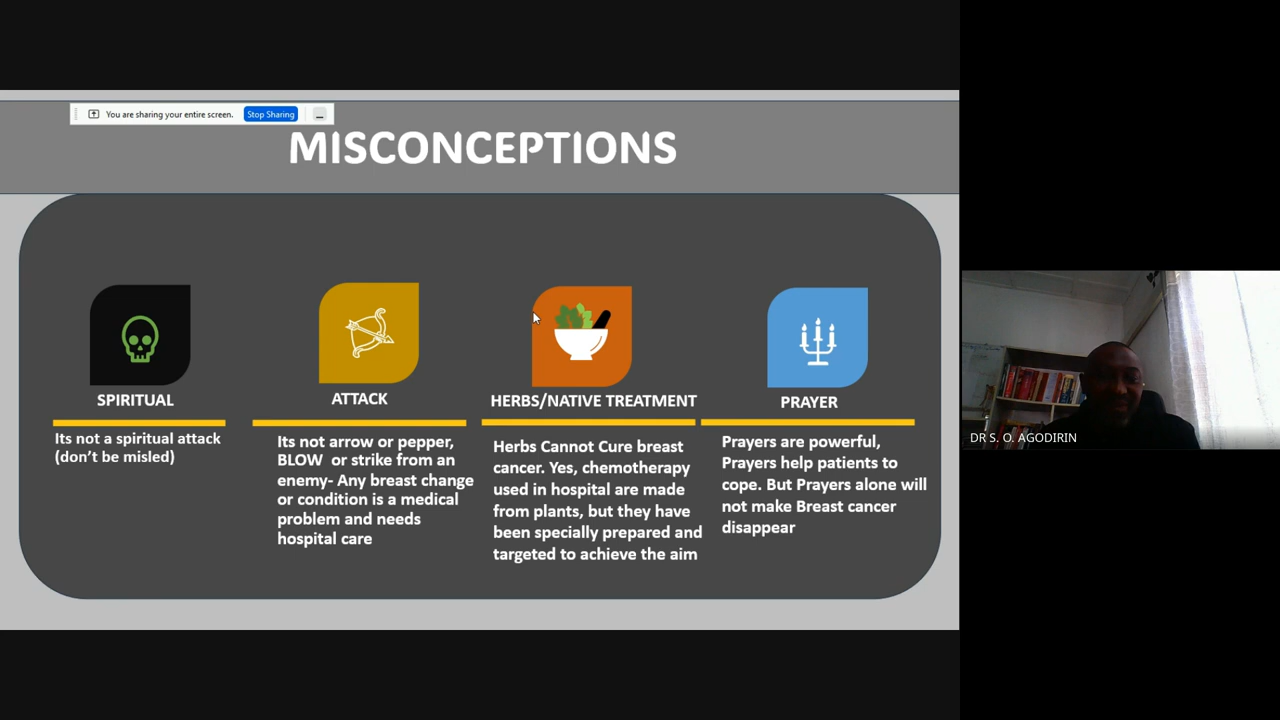 You are sharing your entire screen.
Stop Sharing
MISCONCEPTIONS
SPIRITUAL
Its not a spiritual attack
(don't be misled)
ATTACK
Its not arrow or pepper,
BLOW or strike from an
enemy- Any breast change
or condition is a medical
problem and needs
hospital care
HERBS/NATIVE TREATMENT
Herbs Cannot Cure breast
cancer. Yes, chemotherapy
used in hospital are made
from plants, but they have
been specially prepared and
targeted to achieve the aim
PRAYER
Prayers are powerful,
Prayers help patients to
cope. But Prayers alone will
not make Breast cancer
disappear
DR S. O. AGODIRIN